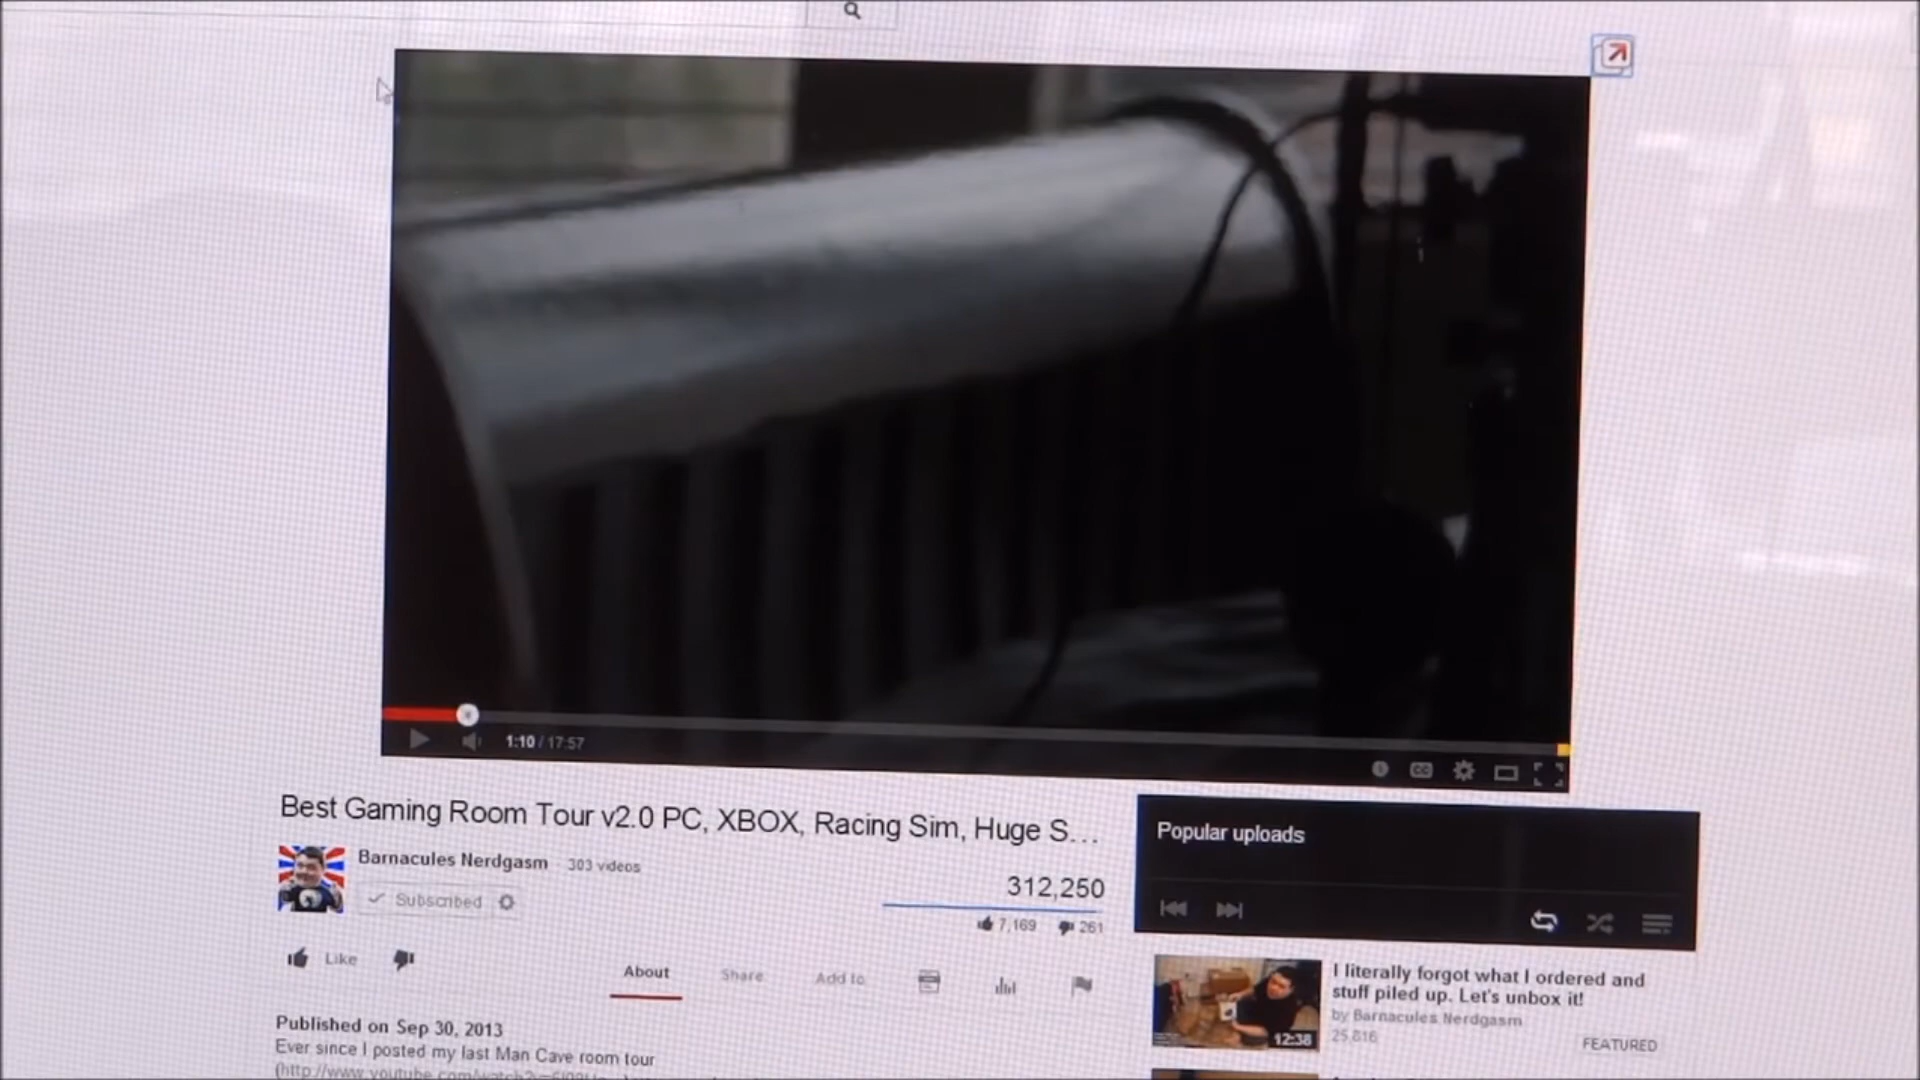 1:10 / 17:57
CC
Best Gaming Room Tour v2.0 PC, XBOX, Racing Sim, Huge S...
Barnacules Nerdgasm 303 videos
Subscribed
312,250
7,169 261
Like
About Share Add to
Published on Sep 30, 2013
Ever since I posted my last Man Cave room tour
Popular uploads
12:38
I literally forgot what I ordered and
stuff piled up. Let's unbox it!
by Barnacules Nerdgasm
25,816
FEATURED